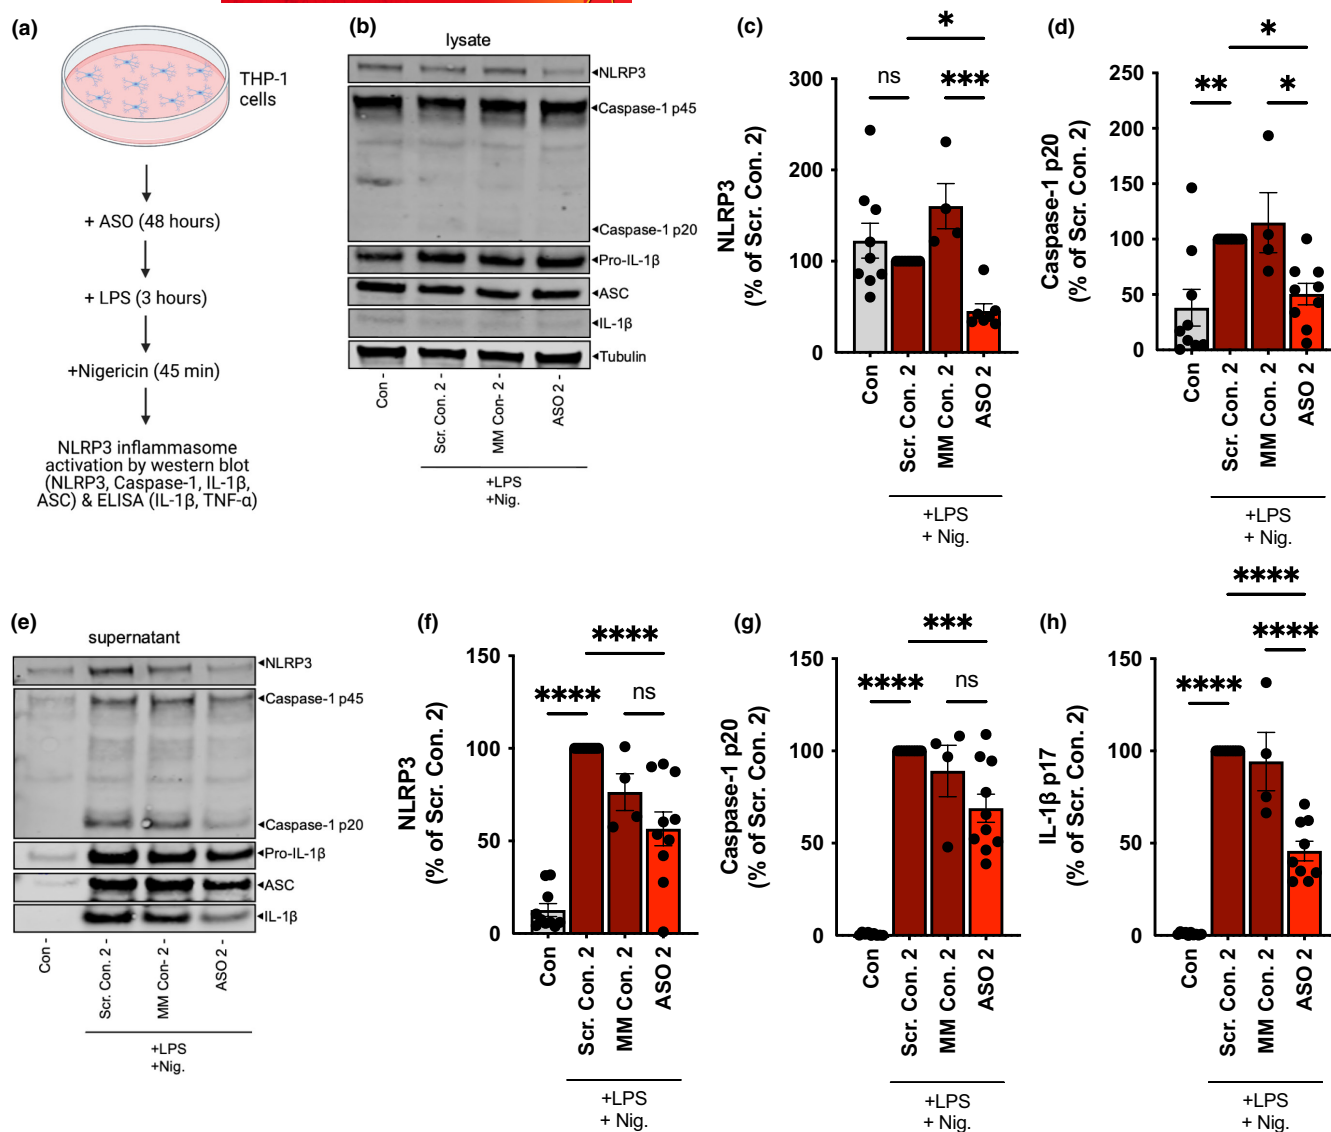 (a)
THP-1
cells
+ ASO (48 hours)
+ LPS (3 hours)
+Nigericin (45 min)
NLRP3 inflammasome
activation by western blot
(NLRP3, Caspase-1, IL-1β,
ASC) & ELISA (IL-1β, TNF-α)
(b)
lysate
NLRP3
Caspase-1 p45
Caspase-1 p20
Pro-IL-1β
ASC
IL-1β
Tubulin
Con -
Scr. Con. 2 -
MM Con- 2 -
ASO 2 -
+LPS
+Nig.
(c)
*
ns
***
300
200
100
0
NLRP3
(% of Scr. Con. 2)
Con
Scr. Con. 2
MM Con. 2
ASO 2
+LPS
+ Nig.
(d)
*
**
*
250
200
150
100
50
0
Caspase-1 p20
(% of Scr. Con. 2)
Con
Scr. Con. 2
MM Con. 2
ASO 2
+LPS
+ Nig.
(e)
supernatant
NLRP3
Caspase-1 p45
Caspase-1 p20
Pro-IL-1β
ASC
IL-1β
Con -
Scr. Con. 2 -
MM Con- 2 -
ASO 2 -
+LPS
+Nig.
(f)
****
****
ns
150
100
50
0
NLRP3
(% of Scr. Con. 2)
Con
Scr. Con. 2
MM Con. 2
ASO 2
+LPS
+ Nig.
(g)
***
****
ns
150
100
50
0
Caspase-1 p20
(% of Scr. Con. 2)
Con
Scr. Con. 2
MM Con. 2
ASO 2
+LPS
+ Nig.
(h)
****
****
****
150
100
50
0
IL-1β p17
(% of Scr. Con. 2)
Con
Scr. Con. 2
MM Con. 2
ASO 2
+LPS
+ Nig.